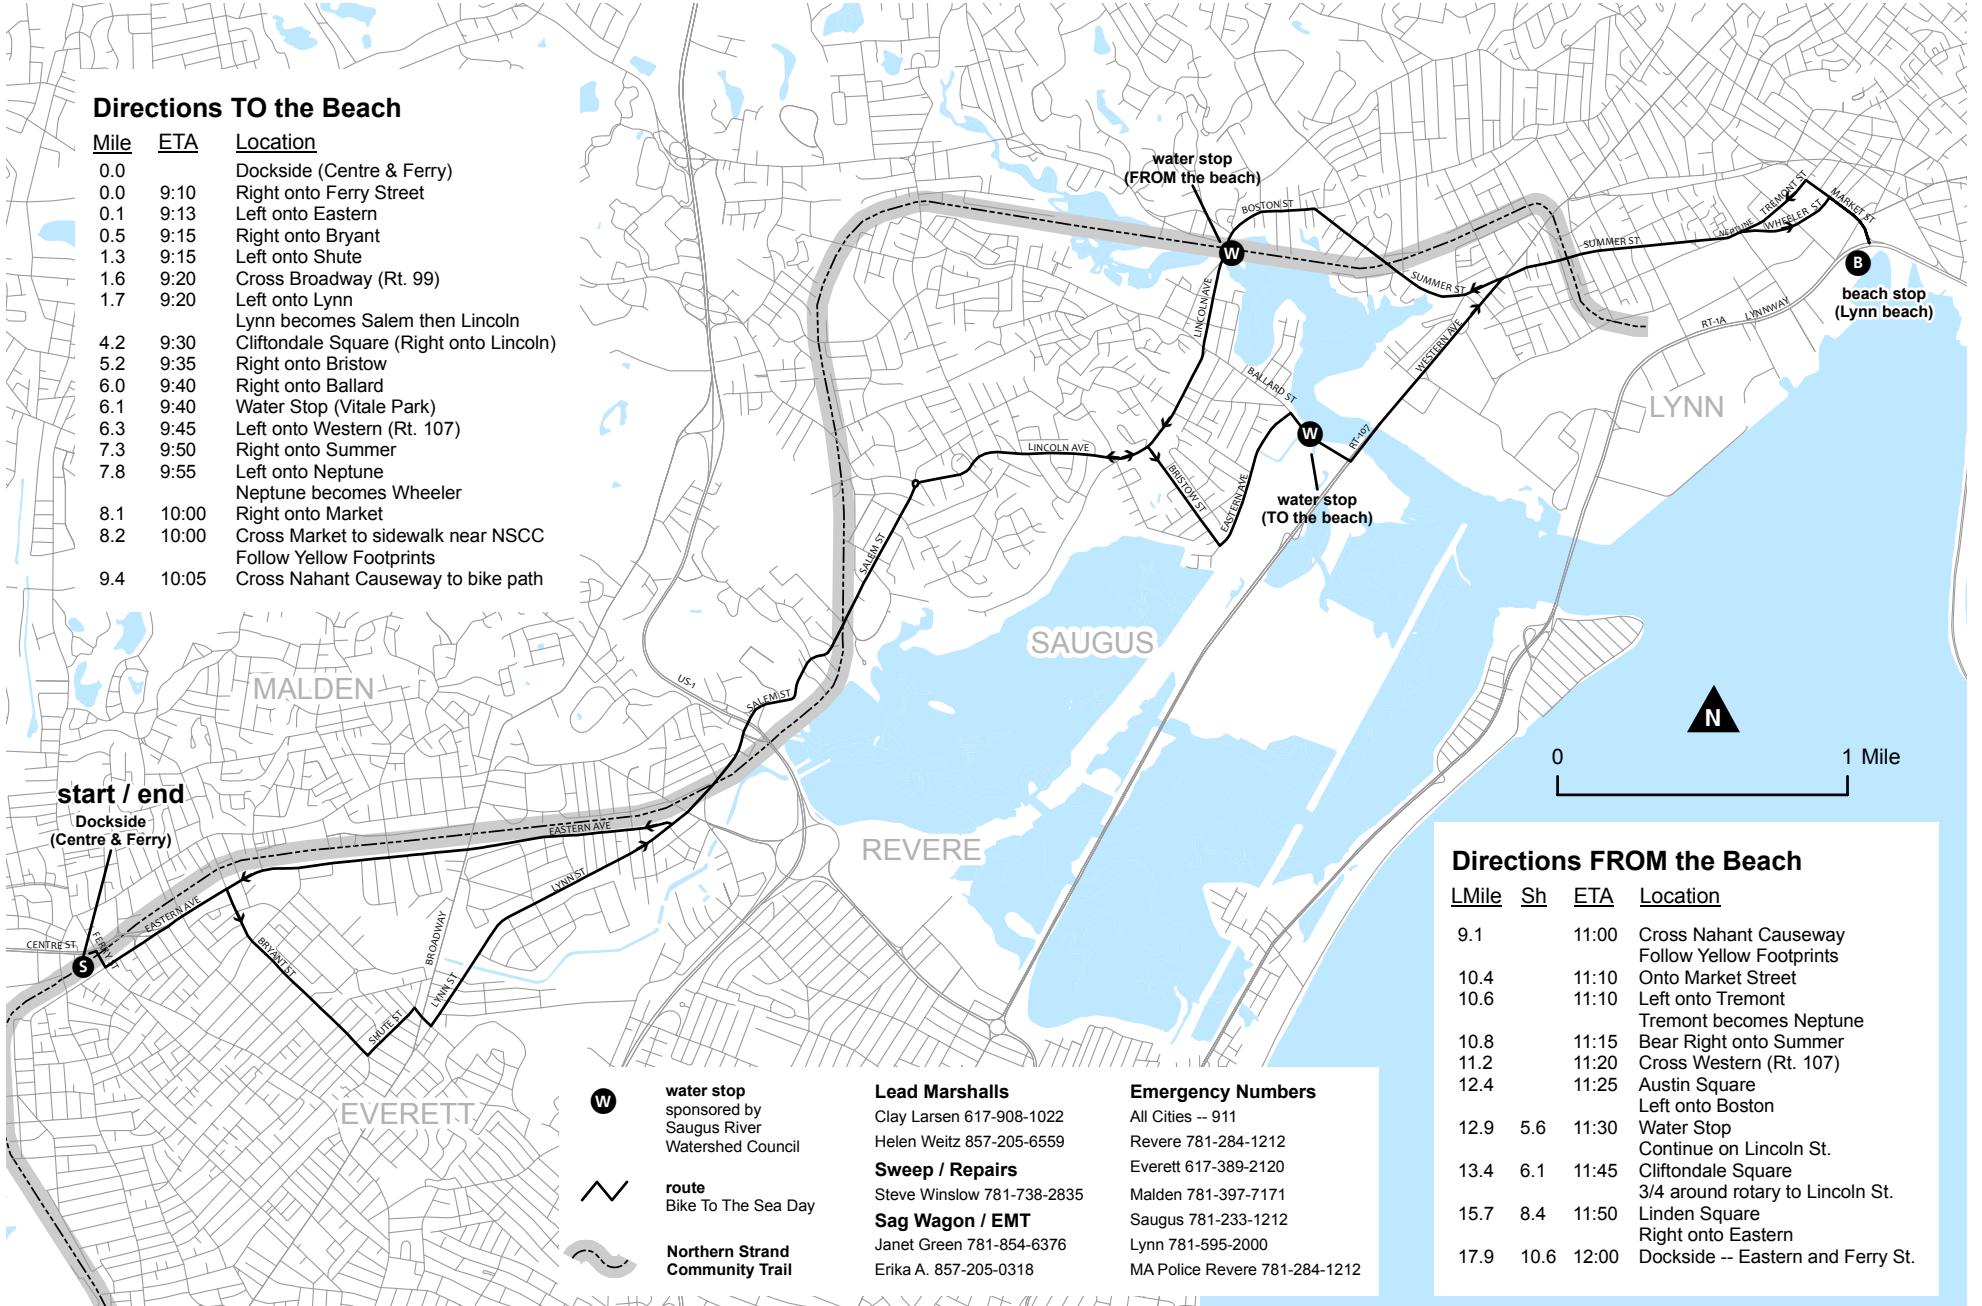 Directions TO the Beach
Mile ETA Location
0.0 Dockside (Centre & Ferry)
0.0 9:10 Right onto Ferry Street
0.1 9:13 Left onto Eastern
0.5 9:15 Right onto Bryant
1.3 9:15 Left onto Shute
1.6 9:20 Cross Broadway (Rt. 99)
1.7 9:20 Left onto Lynn
Lynn becomes Salem then Lincoln
4.2 9:30 Cliftondale Square (Right onto Lincoln)
5.2 9:35 Right onto Bristow
6.0 9:40 Right onto Ballard
6.1 9:40 Water Stop (Vitale Park)
6.3 9:45 Left onto Western (Rt. 107)
7.3 9:50 Right onto Summer
7.8 9:55 Left onto Neptune
Neptune becomes Wheeler
8.1 10:00 Right onto Market
8.2 10:00 Cross Market to sidewalk near NSCC
Follow Yellow Footprints
9.4 10:05 Cross Nahant Causeway to bike path
water stop
(FROM the beach)
W
BOSTON ST
TREMONT ST
MARKET ST
NEPTUNE
WHEELER ST
SUMMER ST
SUMMER ST
B
beach stop
(Lynn beach)
RT-1A LYNNWAY
LINCOLN AVE
WESTERN AVE
BALLARD ST
LYNN
W
RT-107
LINCOLN AVE
BRISTOW ST
EASTERN AVE
water stop
(TO the beach)
SALEM ST
SAUGUS
MALDEN
US-1
SALEM ST
N
0 1 Mile
start / end
Dockside
(Centre & Ferry)
EASTERN AVE
REVERE
LYNN ST
EASTERN AVE
CENTRE ST
FERRY ST
S
BRYANT ST
BROADWAY
LYNN ST
SHUTE ST
EVERETT
W
water stop
sponsored by
Saugus River
Watershed Council
route
Bike To The Sea Day
Northern Strand
Community Trail
Lead Marshalls
Clay Larsen 617-908-1022
Helen Weitz 857-205-6559
Sweep / Repairs
Steve Winslow 781-738-2835
Sag Wagon / EMT
Janet Green 781-854-6376
Erika A. 857-205-0318
Emergency Numbers
All Cities -- 911
Revere 781-284-1212
Everett 617-389-2120
Malden 781-397-7171
Saugus 781-233-1212
Lynn 781-595-2000
MA Police Revere 781-284-1212
Directions FROM the Beach
LMile Sh ETA Location
9.1 11:00 Cross Nahant Causeway
Follow Yellow Footprints
10.4 11:10 Onto Market Street
10.6 11:10 Left onto Tremont
Tremont becomes Neptune
10.8 11:15 Bear Right onto Summer
11.2 11:20 Cross Western (Rt. 107)
12.4 11:25 Austin Square
Left onto Boston
12.9 5.6 11:30 Water Stop
Continue on Lincoln St.
13.4 6.1 11:45 Cliftondale Square
3/4 around rotary to Lincoln St.
15.7 8.4 11:50 Linden Square
Right onto Eastern
17.9 10.6 12:00 Dockside -- Eastern and Ferry St.